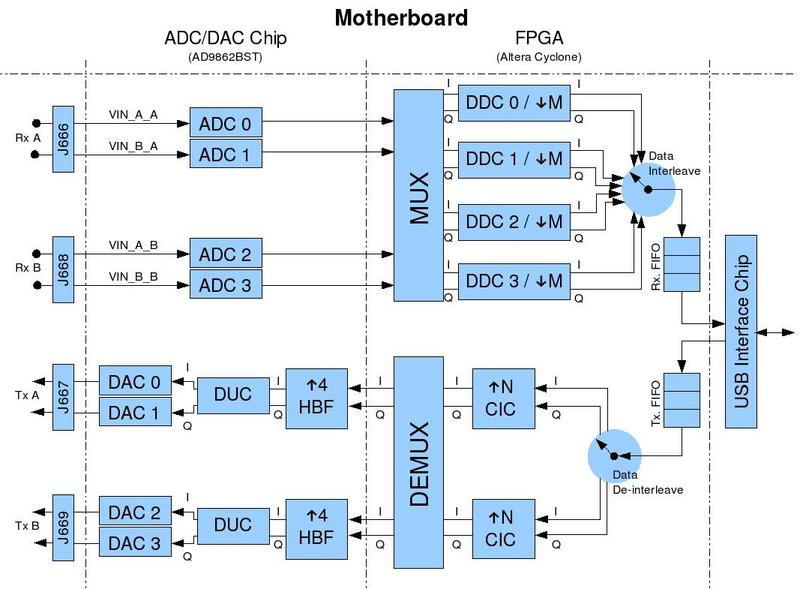 Motherboard
ADC/DAC Chip
(AD9862BST)
FPGA
(Altera Cyclone)
Rx A
J666
VIN_A_A
VIN_B_A
ADC 0
ADC 1
Rx B
J668
VIN_A_B
VIN_B_B
ADC 2
ADC 3
MUX
I
Q
DDC 0 / ↓M
I
Q
I
Q
DDC 1 / ↓M
I
Q
I
Q
DDC 2 / ↓M
I
Q
I
Q
DDC 3 / ↓M
I
Q
Data
Interleave
Rx. FIFO
USB Interface Chip
Tx. FIFO
Data
De-interleave
Tx A
J667
DAC 0
DAC 1
I
Q
DUC
I
Q
↑4
HBF
I
Q
DEMUX
I
Q
↑N
CIC
I
Q
Tx B
J669
DAC 2
DAC 3
I
Q
DUC
I
Q
↑4
HBF
I
Q
I
Q
↑N
CIC
I
Q